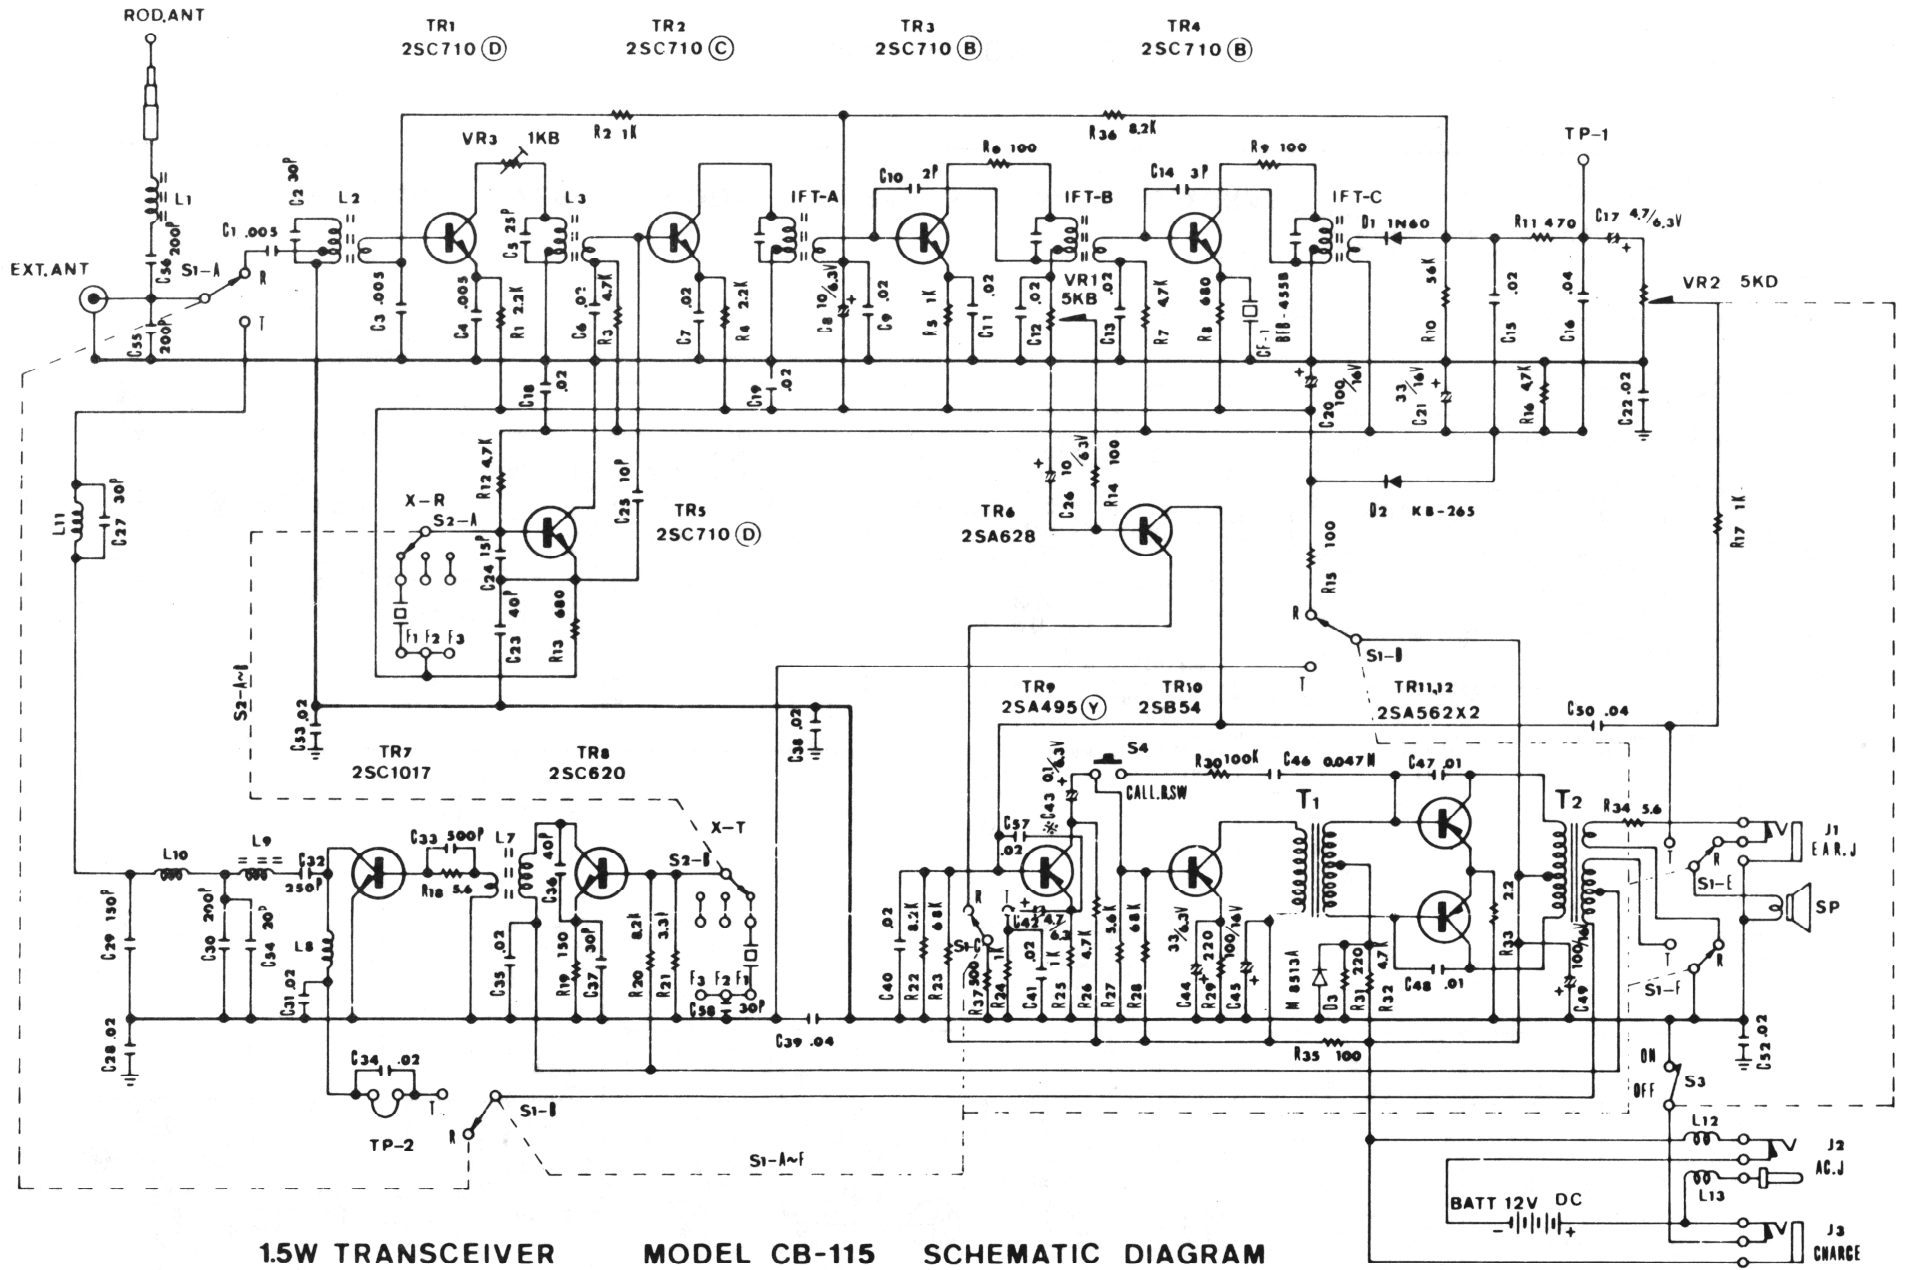 ROD,ANT
TR1
2SC710 (D)
TR2
2SC710 (C)
TR3
2SC710 (B)
TR4
2SC710 (B)
VR3 1KB
R2 1K
R36 8.2K
TP-1
L1
C2 30P
L2
L3
C5 25P
IFT-A
C10 2P
100
IFT-B
C14 3P
R9 100
IFT-C
D1 1N60
R11 470
C17 4.7/6.3V
VR2 5KD
EXT,ANT
C56 200P
C1 .005
S1-A
R
T
C55 200P
C3 .005
C4 .005
R1 2.2K
C6 .02
R3 4.7K
C7 .02
R4 2.2K
C8 10/6.3V
C9 .02
R5 1K
C11 .02
C12 .02
VR1
5KB
C13 .02
R7 4.7K
R8 680
CF-1
BFB-455B
R10 56K
C15 .02
C16 .04
C18 .02
C19 .02
C20 100/16V
C21 33/16V
R16 4.7K
C22 .02
L11
C27 30P
R12 4.7K
X-R
S2-A
F1 F2 F3
C24 15P
C23 40P
R13 680
C25 10P
TR5
2SC710 (D)
TR6
2SA628
C26 10/6.3V
R14 100
D2 KB-265
R15 100
R
S1-B
T
R17 1K
S2-A~B
C53 .02
C38 .02
TR7
2SC1017
TR8
2SC620
TR9
2SA495 (Y)
TR10
2SB54
TR11,12
2SA562X2
C50 .04
L10
L9
C32
250P
C33 500P
R18 5.6
L7
C36 40P
X-T
S2-B
F3 F2 F1
C58 30P
C57
.02
※C43 0.1/6.3V
S4
CALL.B.SW
R30 100K
C46 0.047M
C47 .01
T1
T2
R34 5.6
J1
EAR.J
SP
S1-E
R
T
S1-F
R
T
C29 150P
C30 200P
C54
L8
C31 .02
C35 .02
R19 150
C37 30P
R20 8.2K
R21 3.3K
C40 .02
R22 8.2K
R23 68K
S1-C
R
T
R37 500
R24 1K
C42 4.7/6.3
C41 .02
R25 1K
R26 4.7K
R27 5.6K
R28 68K
C44 33/6.3V
R29 220
C45 100/16V
M8513A
D3
R31 220
R32 4.7K
C48 .01
R33 22
C49 100/16V
C28 .02
C39 .04
R35 100
C52 .02
ON
OFF
S3
C34 .02
T
TP-2
R
S1-B
S1-A~F
L12
J2
AC.J
L13
BATT 12V DC
-
+
J3
CHARGE
1.5W TRANSCEIVER MODEL CB-115 SCHEMATIC DIAGRAM